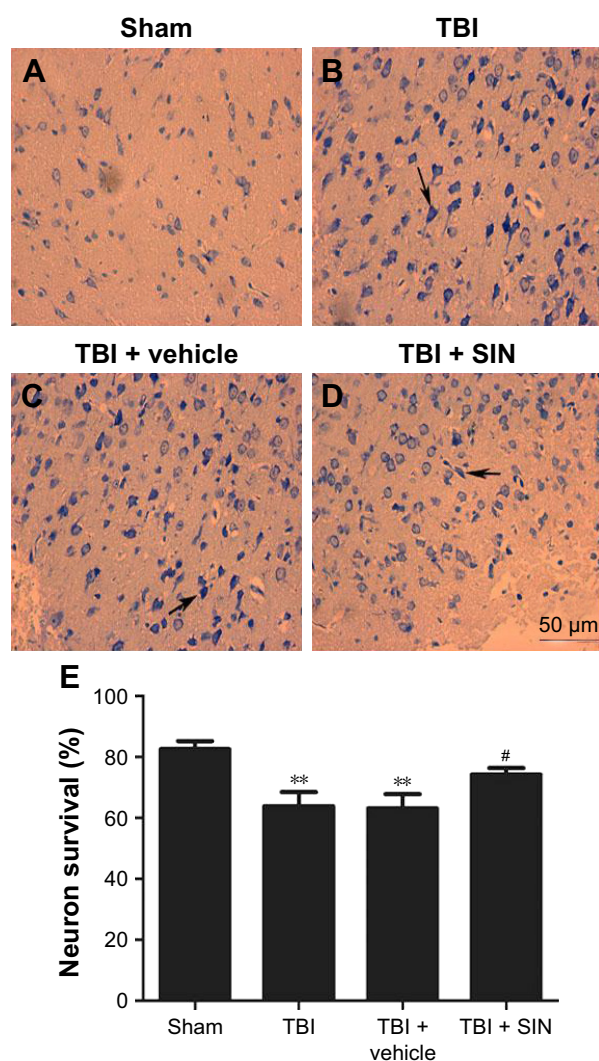 Sham
TBI
A
B
TBI + vehicle
TBI + SIN
C
D
50 µm
E
100
80
60
40
20
0
Neuron survival (%)
**
**
#
Sham
TBI
TBI +
vehicle
TBI + SIN